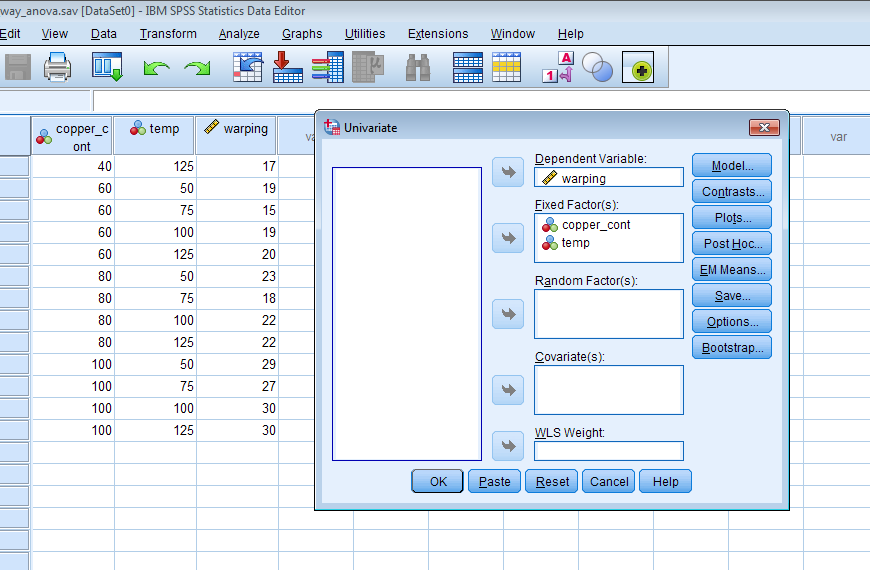 way_anova.sav [DataSet0] - IBM SPSS Statistics Data Editor
Edit View Data Transform Analyze Graphs Utilities Extensions Window Help
1 A
copper_c
ont temp warping va var
40 125 17
60 50 19
60 75 15
60 100 19
60 125 20
80 50 23
80 75 18
80 100 22
80 125 22
100 50 29
100 75 27
100 100 30
100 125 30
Univariate
Dependent Variable:
warping
Fixed Factor(s):
copper_cont
temp
Random Factor(s):
Covariate(s):
WLS Weight:
Model...
Contrasts...
Plots...
Post Hoc...
EM Means...
Save...
Options...
Bootstrap...
OK Paste Reset Cancel Help